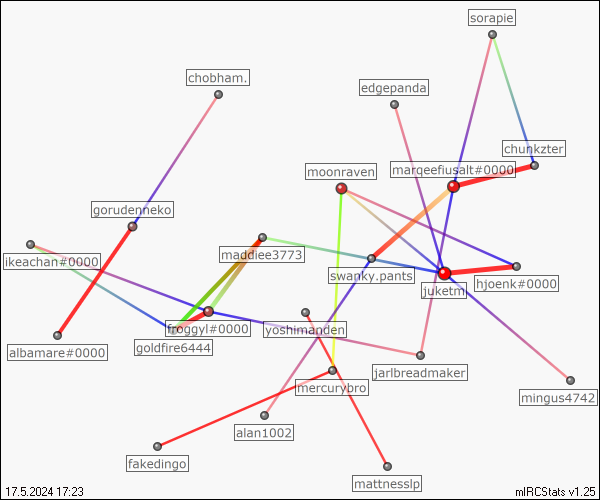 sorapie
chobham.
edgepanda
chunkzter
moonraven
marqeefiusalt#0000
gorudenneko
maddiee3773
ikeachan#0000
swanky.pants
hjoenk#0000
juketm
froggyl#0000
yoshimanden
goldfire6444
albamare#0000
jarlbreadmaker
mercurybro
mingus4742
alan1002
fakedingo
mattnesslp
17.5.2024 17:23
mIRCStats v1.25